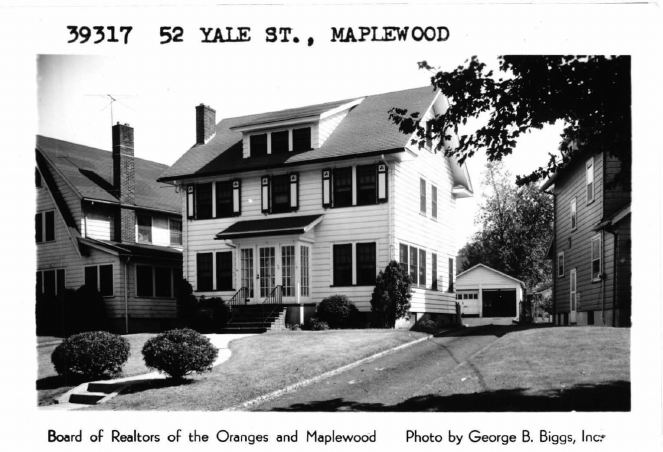 39317 52 YALE ST., MAPLEWOOD
Board of Realtors of the Oranges and Maplewood Photo by George B. Biggs, Inc.